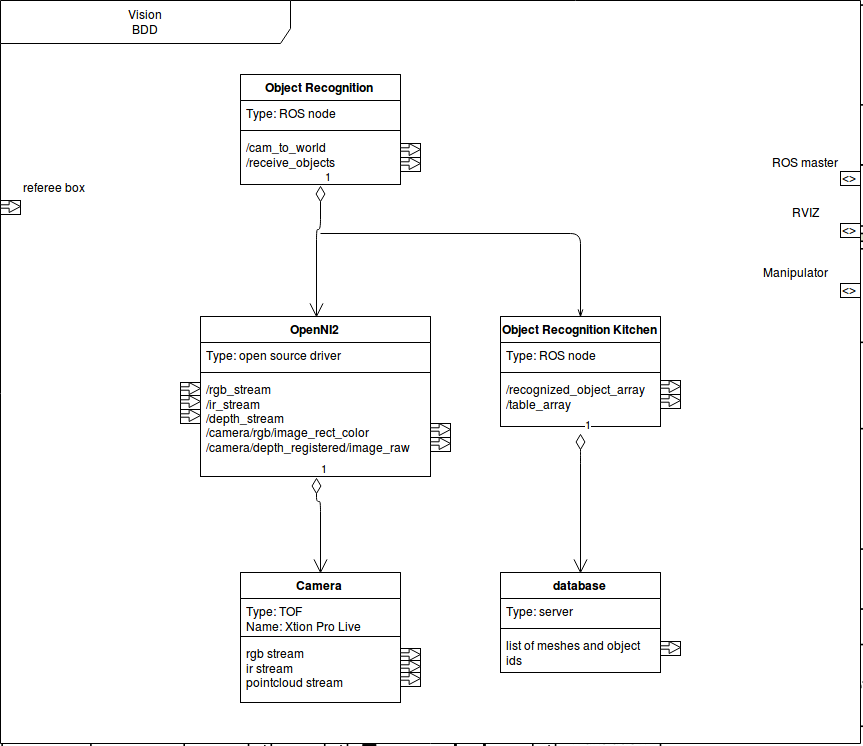 Vision
BDD
Object Recognition
Type: ROS node
/cam_to_world
/receive_objects
1
referee box
ROS master
<>
RVIZ
<>
Manipulator
<>
OpenNI2
Type: open source driver
/rgb_stream
/ir_stream
/depth_stream
/camera/rgb/image_rect_color
/camera/depth_registered/image_raw
1
Object Recognition Kitchen
Type: ROS node
/recognized_object_array
/table_array
1
Camera
Type: TOF
Name: Xtion Pro Live
rgb stream
ir stream
pointcloud stream
database
Type: server
list of meshes and object
ids